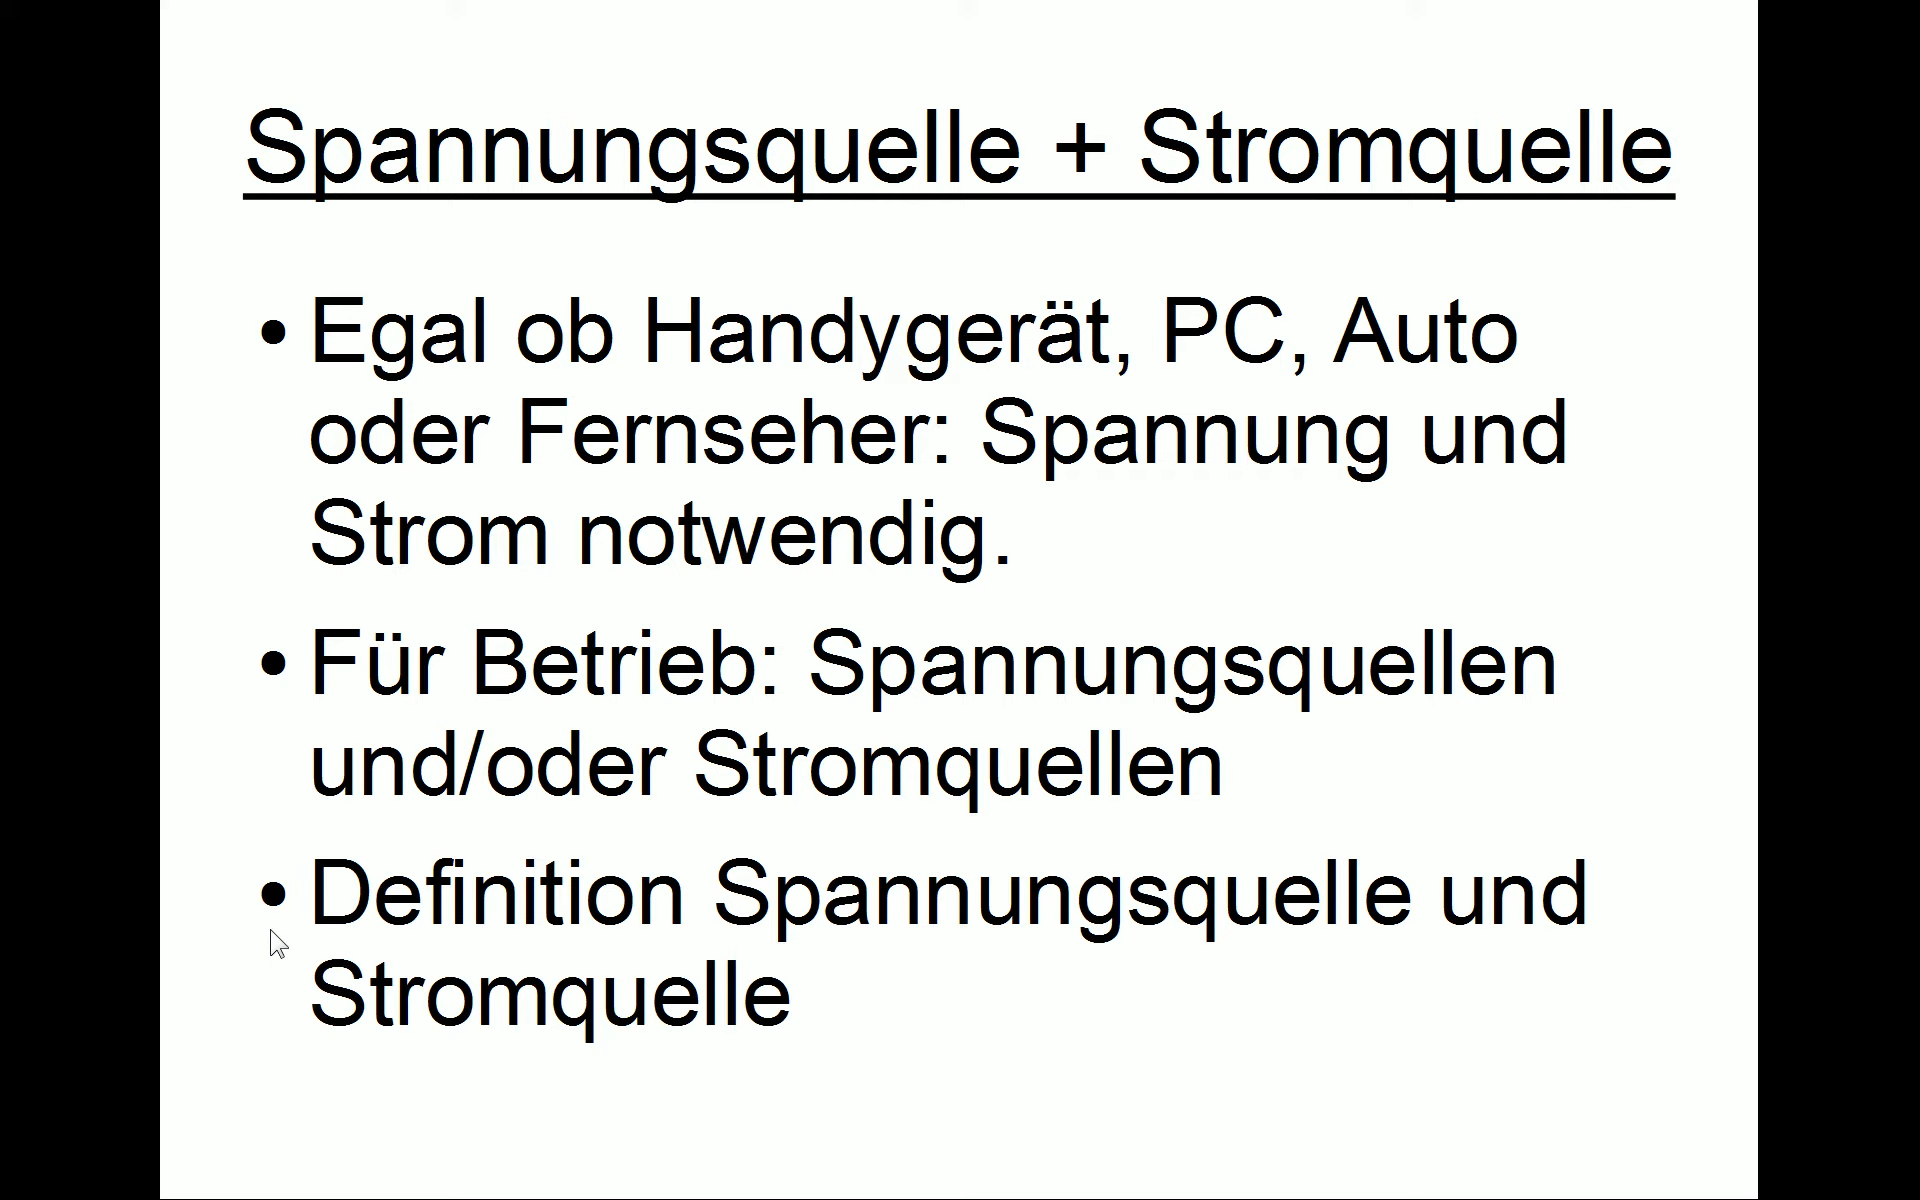 Spannungsquelle + Stromquelle
• Egal ob Handygerät, PC, Auto
oder Fernseher: Spannung und
Strom notwendig.
• Für Betrieb: Spannungsquellen
und/oder Stromquellen
• Definition Spannungsquelle und
Stromquelle